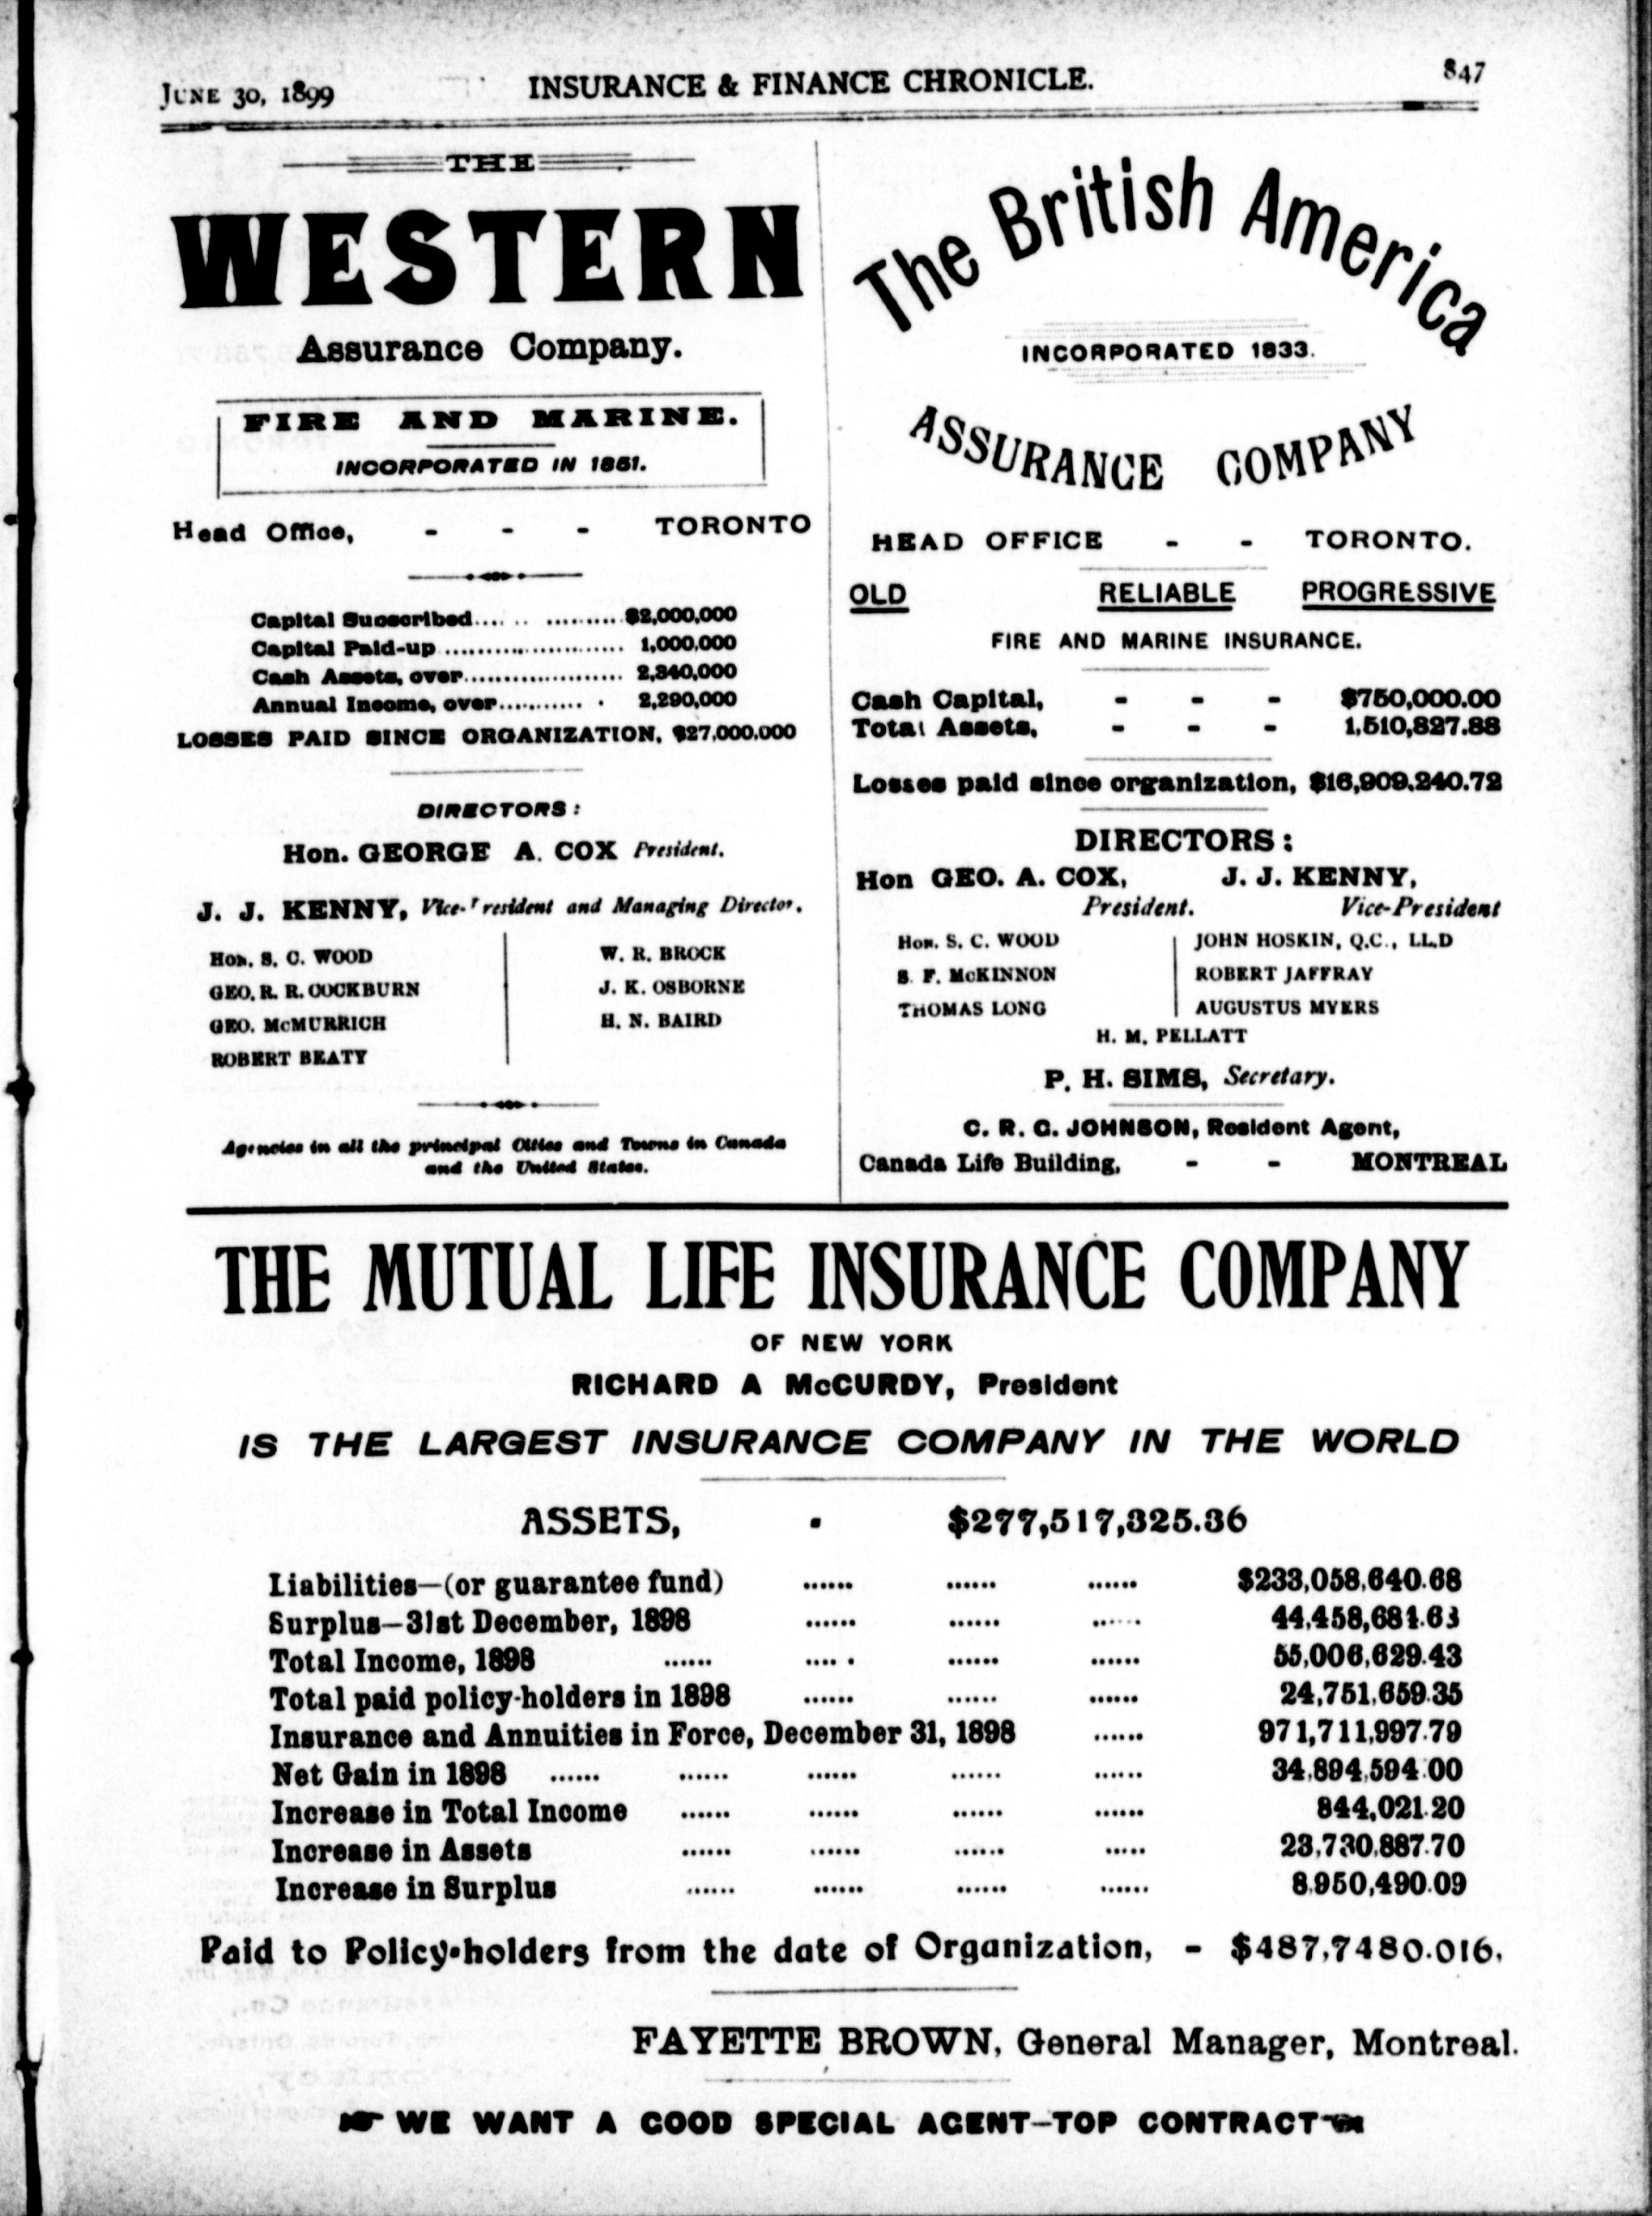 JUNE 30, 1899 INSURANCE & FINANCE CHRONICLE. 847
THE
WESTERN
Assurance Company.
FIRE AND MARINE.
INCORPORATED IN 1851.
Head Office, - - - TORONTO
Capital Subscribed.... .. ..........$2,000,000
Capital Paid-up ........................ 1,000,000
Cash Assets, over..................... 2,340,000
Annual Income, over........... . 2,290,000
LOSSES PAID SINCE ORGANIZATION, $27,000,000
DIRECTORS:
Hon. GEORGE A. COX President.
J. J. KENNY, Vice-President and Managing Director.
HON. S. C. WOOD
GEO. R. R. COCKBURN
GEO. McMURRICH
ROBERT BEATY
W. R. BROCK
J. K. OSBORNE
H. N. BAIRD
Agencies in all the principal Cities and Towns in Canada
and the United States.
The British America
INCORPORATED 1833.
ASSURANCE COMPANY
HEAD OFFICE - - TORONTO.
OLD RELIABLE PROGRESSIVE
FIRE AND MARINE INSURANCE.
Cash Capital, - - - $750,000.00
Total Assets, - - - 1,510,827.88
Losses paid since organization, $16,909,240.72
DIRECTORS:
Hon GEO. A. COX, J. J. KENNY,
President. Vice-President
HON. S. C. WOOD
S. F. McKINNON
THOMAS LONG
JOHN HOSKIN, Q.C., LL.D
ROBERT JAFFRAY
AUGUSTUS MYERS
H. M. PELLATT
P. H. SIMS, Secretary.
C. R. G. JOHNSON, Resident Agent,
Canada Life Building, - - MONTREAL
THE MUTUAL LIFE INSURANCE COMPANY
OF NEW YORK
RICHARD A McCURDY, President
IS THE LARGEST INSURANCE COMPANY IN THE WORLD
ASSETS, - $277,517,325.36
Liabilities—(or guarantee fund) ...... ...... ...... $233,058,640.68
Surplus—31st December, 1898 ...... ...... ...... 44,458,684.63
Total Income, 1898 ...... ..... ...... ...... 55,006,629.43
Total paid policy-holders in 1898 ...... ...... ...... 24,751,659.35
Insurance and Annuities in Force, December 31, 1898 ...... 971,711,997.79
Net Gain in 1898 ...... ...... ...... ...... ...... 34,894,594.00
Increase in Total Income ...... ...... ...... ...... 844,021.20
Increase in Assets ...... ...... ...... ..... 23,730,887.70
Increase in Surplus ...... ...... ...... ...... 8,950,490.09
Paid to Policy-holders from the date of Organization, - $487,7480.016,
FAYETTE BROWN, General Manager, Montreal.
WE WANT A GOOD SPECIAL AGENT—TOP CONTRACT